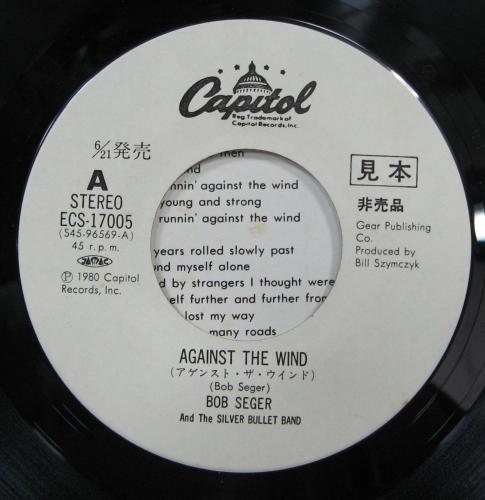 Capitol
Reg. Trademark of
Capitol Records, Inc.
6/21発売
A
STEREO
ECS-17005
(S45-96569-A)
45 r.p.m.
Ⓟ 1980 Capitol
Records, Inc.
見本
非売品
Gear Publishing
Co.
Produced by
Bill Szymczyk
then
nnin' against the wind
young and strong
runnin' against the wind
years rolled slowly past
nd myself alone
d by strangers I thought were
elf further and further from
lost my way
many roads
AGAINST THE WIND
(アゲンスト・ザ・ウインド)
(Bob Seger)
BOB SEGER
And The SILVER BULLET BAND